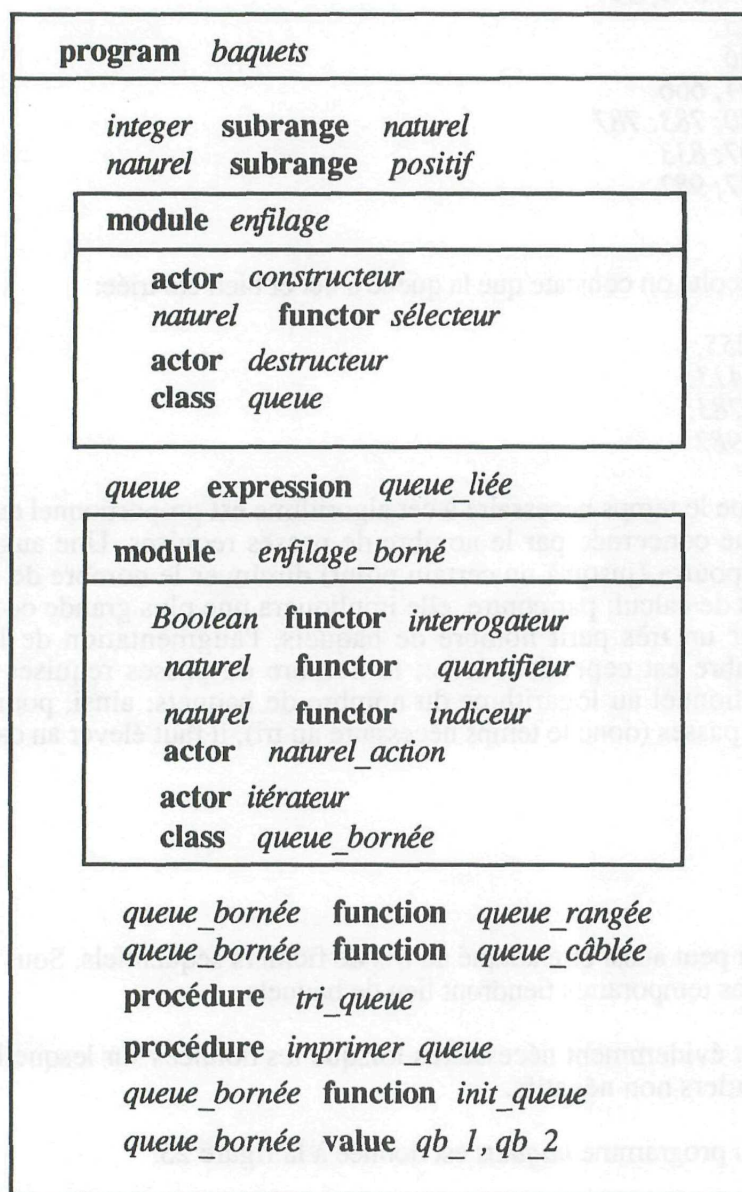 program baquets
integer subrange naturel
naturel subrange positif
module enfilage
actor constructeur
naturel functor sélecteur
actor destructeur
class queue
queue expression queue_liée
module enfilage_borné
Boolean functor interrogateur
naturel functor quantifieur
naturel functor indiceur
actor naturel_action
actor itérateur
class queue_bornée
queue_bornée function queue_rangée
queue_bornée function queue_câblée
procédure tri_queue
procédure imprimer_queue
queue_bornée function init_queue
queue_bornée value qb_1, qb_2